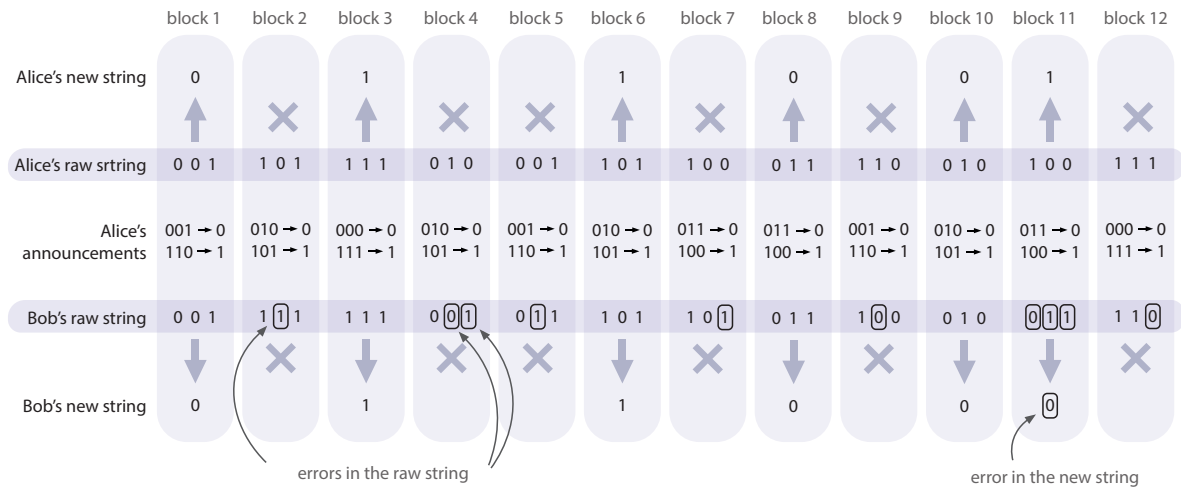 block 1 block 2 block 3 block 4 block 5 block 6 block 7 block 8 block 9 block 10 block 11 block 12
Alice's new string 0 1 1 0 0 1
Alice's raw srtring 0 0 1 1 0 1 1 1 1 0 1 0 0 0 1 1 0 1 1 0 0 0 1 1 1 1 0 0 1 0 1 0 0 1 1 1
Alice's 001 → 0 010 → 0 000 → 0 010 → 0 001 → 0 010 → 0 011 → 0 011 → 0 001 → 0 010 → 0 011 → 0 000 → 0
announcements 110 → 1 101 → 1 111 → 1 101 → 1 110 → 1 101 → 1 100 → 1 100 → 1 110 → 1 101 → 1 100 → 1 111 → 1
Bob's raw string 0 0 1 1 1 1 1 1 1 0 0 1 0 1 1 1 0 1 1 0 1 0 1 1 1 0 0 0 1 0 0 1 1 1 1 0
Bob's new string 0 1 1 0 0 0
errors in the raw string error in the new string